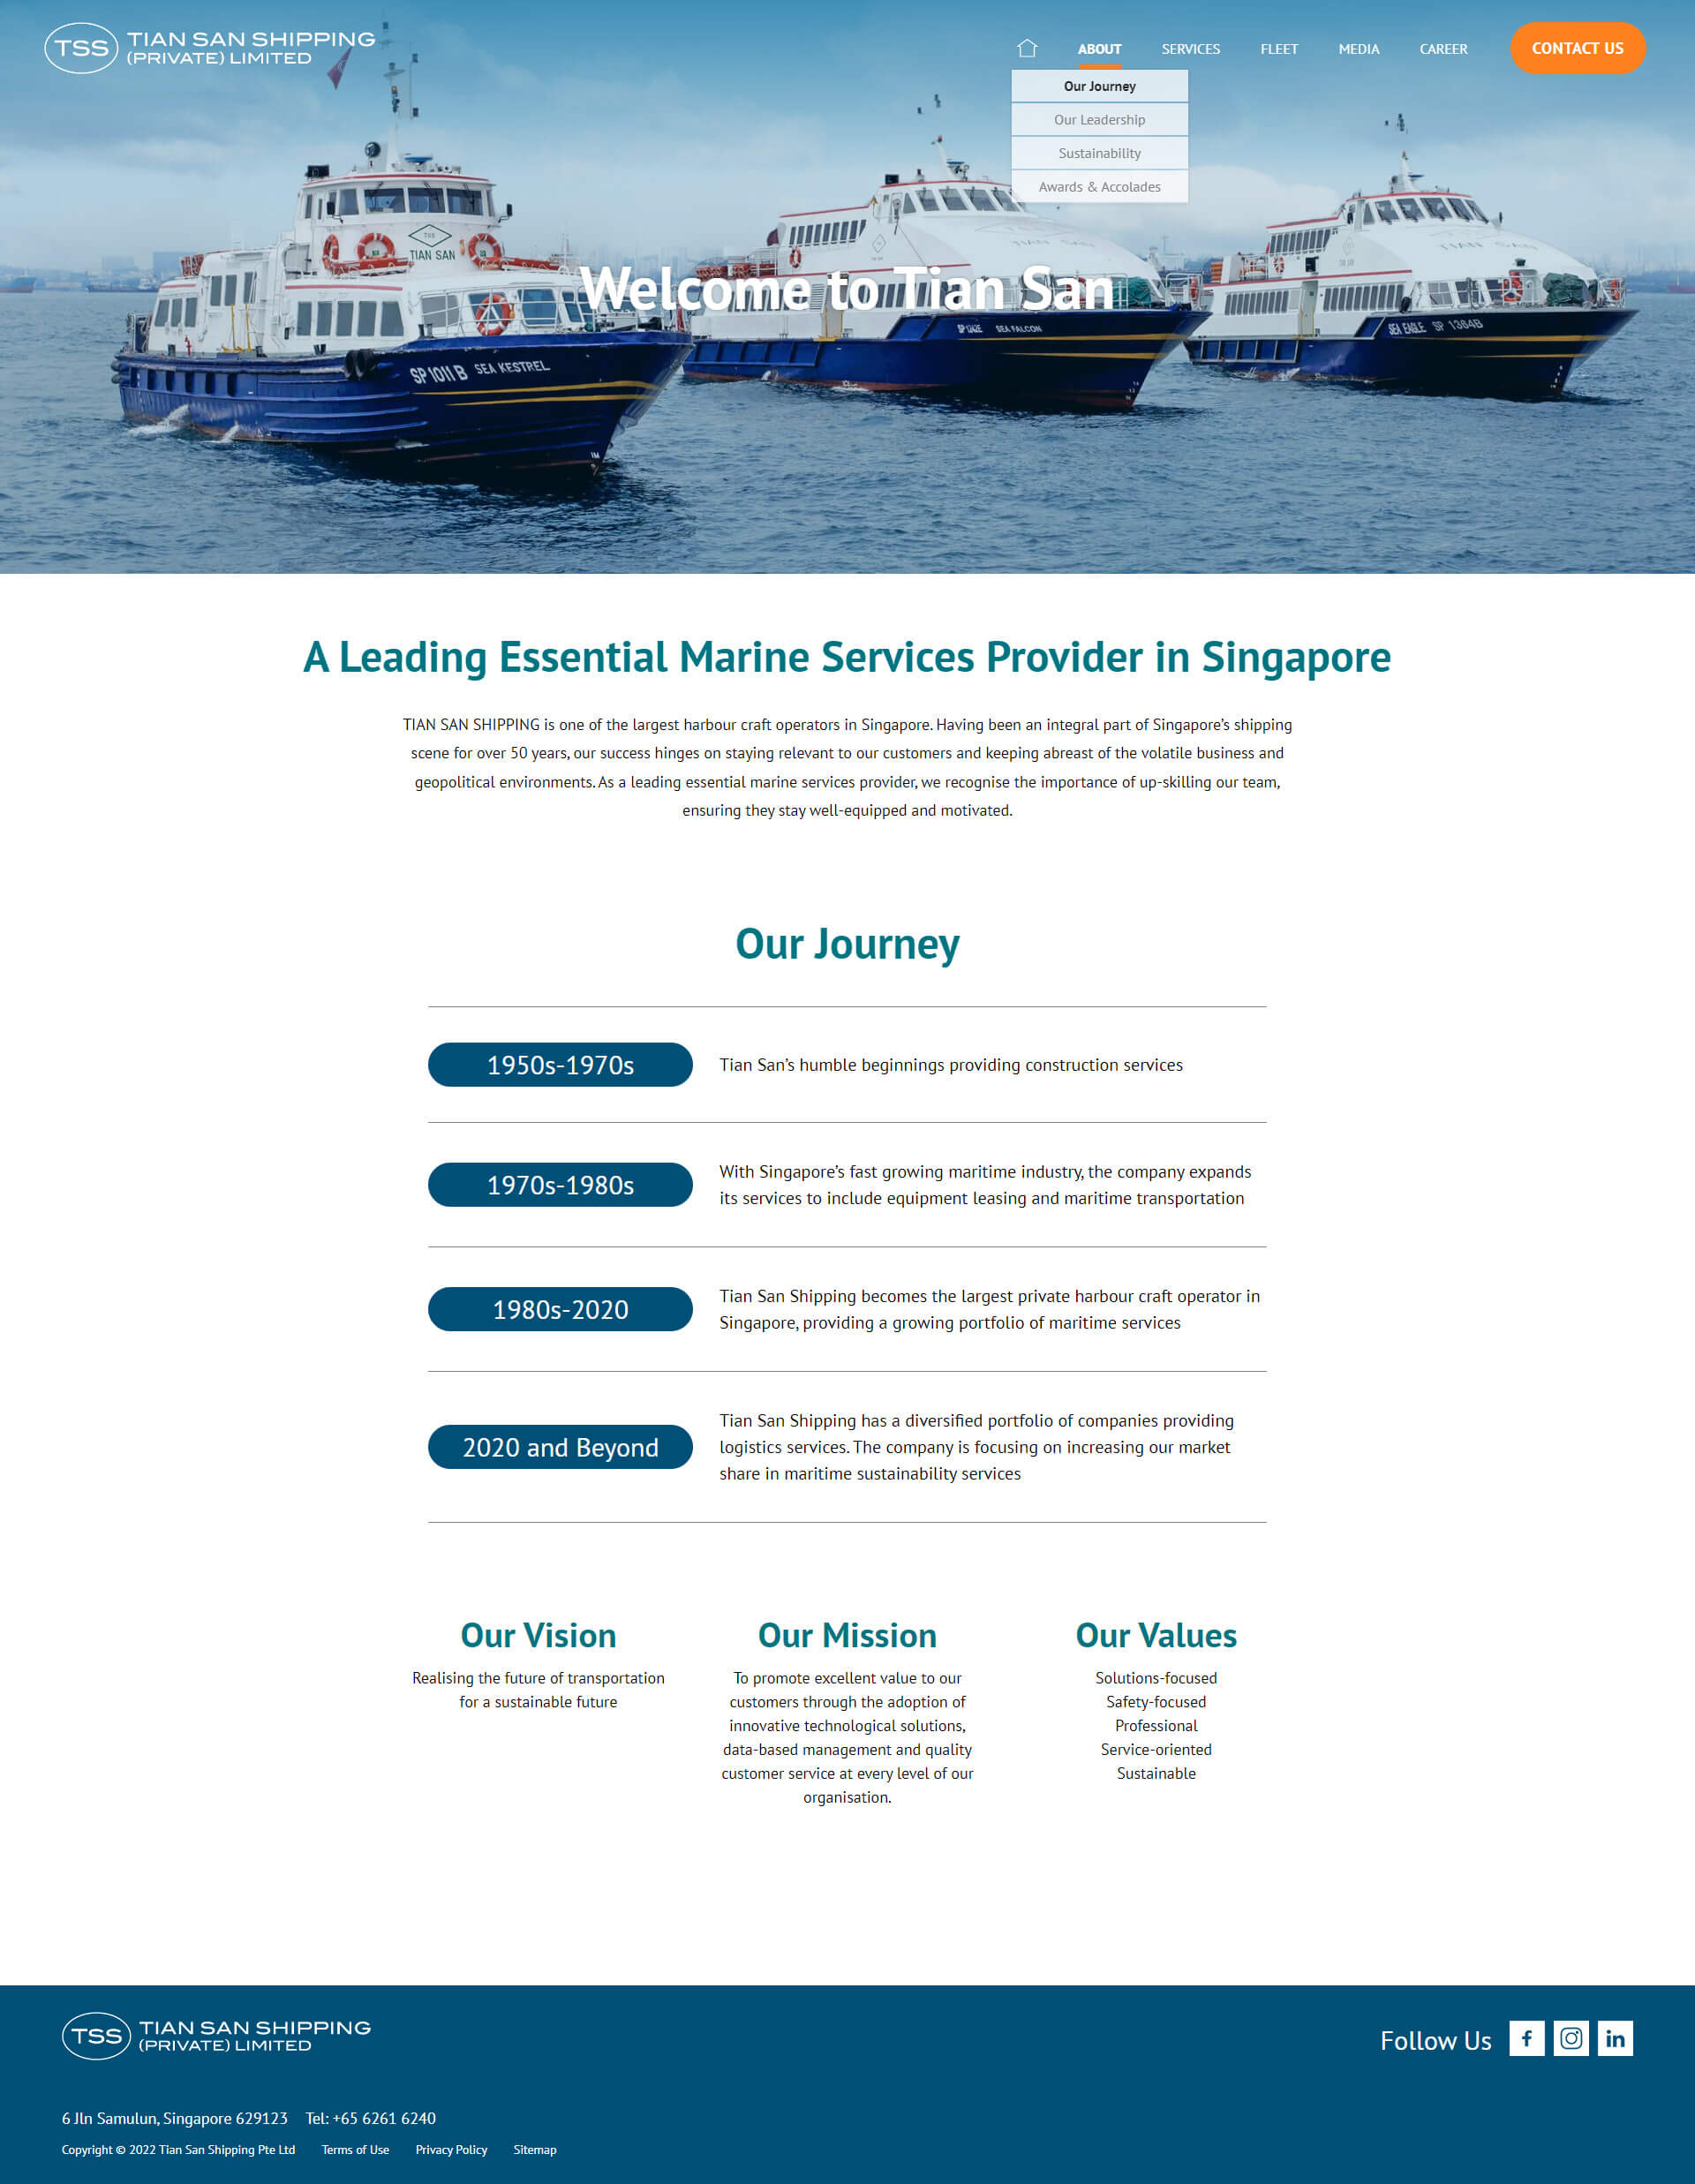 TSS TIAN SAN SHIPPING
(PRIVATE) LIMITED
ABOUT SERVICES FLEET MEDIA CAREER CONTACT US
Our Journey
Our Leadership
Sustainability
Awards & Accolades
TSS
TIAN SAN
TIAN SAN
TIAN SAN
Welcome to Tian San
SEA FALCON
SEA EAGLE SP 1364B
SP 1011 B SEA KESTREL
A Leading Essential Marine Services Provider in Singapore
TIAN SAN SHIPPING is one of the largest harbour craft operators in Singapore. Having been an integral part of Singapore’s shipping
scene for over 50 years, our success hinges on staying relevant to our customers and keeping abreast of the volatile business and
geopolitical environments. As a leading essential marine services provider, we recognise the importance of up-skilling our team,
ensuring they stay well-equipped and motivated.
Our Journey
1950s-1970s
Tian San’s humble beginnings providing construction services
1970s-1980s
With Singapore’s fast growing maritime industry, the company expands
its services to include equipment leasing and maritime transportation
1980s-2020
Tian San Shipping becomes the largest private harbour craft operator in
Singapore, providing a growing portfolio of maritime services
2020 and Beyond
Tian San Shipping has a diversified portfolio of companies providing
logistics services. The company is focusing on increasing our market
share in maritime sustainability services
Our Vision
Realising the future of transportation
for a sustainable future
Our Mission
To promote excellent value to our
customers through the adoption of
innovative technological solutions,
data-based management and quality
customer service at every level of our
organisation.
Our Values
Solutions-focused
Safety-focused
Professional
Service-oriented
Sustainable
TSS TIAN SAN SHIPPING
(PRIVATE) LIMITED
Follow Us
6 Jln Samulun, Singapore 629123 Tel: +65 6261 6240
Copyright © 2022 Tian San Shipping Pte Ltd Terms of Use Privacy Policy Sitemap